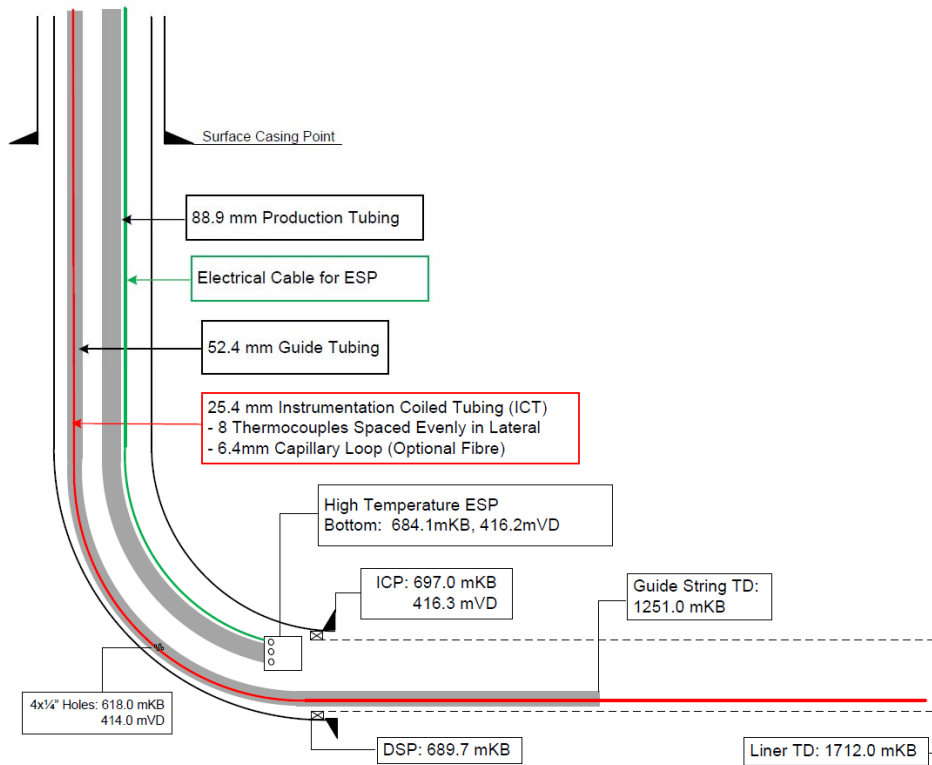 Surface Casing Point
88.9 mm Production Tubing
Electrical Cable for ESP
52.4 mm Guide Tubing
25.4 mm Instrumentation Coiled Tubing (ICT)
- 8 Thermocouples Spaced Evenly in Lateral
- 6.4mm Capillary Loop (Optional Fibre)
High Temperature ESP
Bottom: 684.1mKB, 416.2mVD
ICP: 697.0 mKB
416.3 mVD
Guide String TD:
1251.0 mKB
4x¼" Holes: 618.0 mKB
414.0 mVD
DSP: 689.7 mKB
Liner TD: 1712.0 mKB